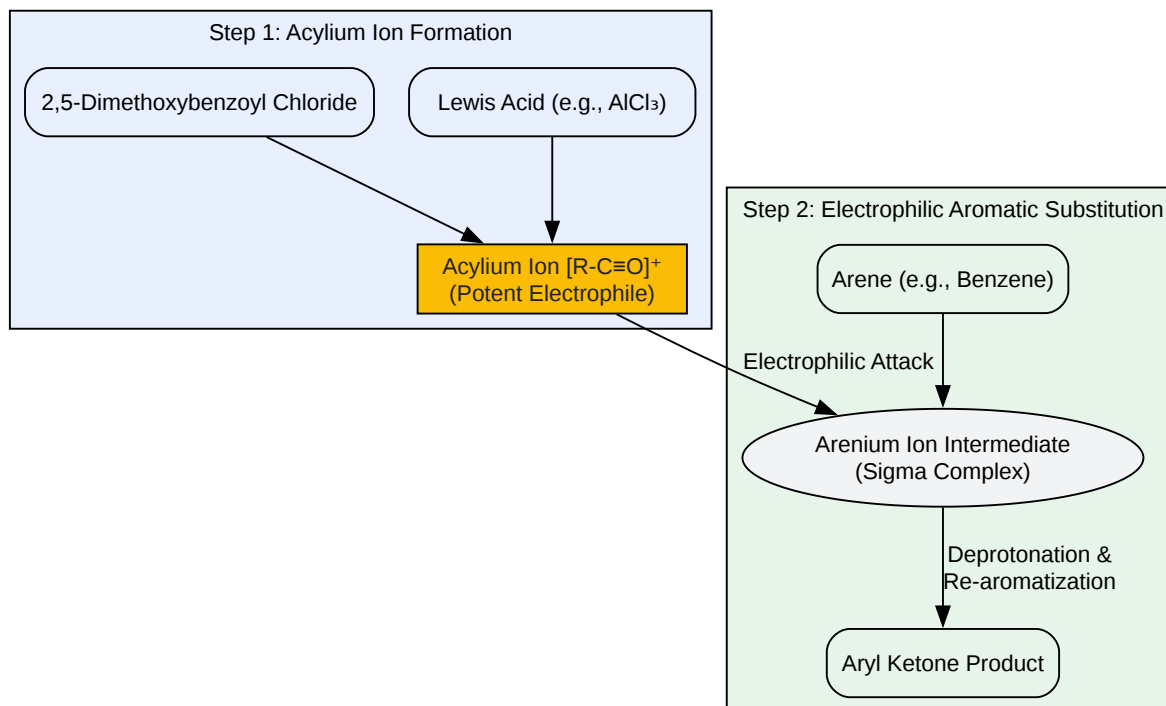 Step 1: Acylium Ion Formation
2,5-Dimethoxybenzoyl Chloride
Lewis Acid (e.g., AlCl₃)
Acylium Ion [R-C≡O]⁺
(Potent Electrophile)
Step 2: Electrophilic Aromatic Substitution
Arene (e.g., Benzene)
Electrophilic Attack
Arenium Ion Intermediate
(Sigma Complex)
Deprotonation &
Re-aromatization
Aryl Ketone Product